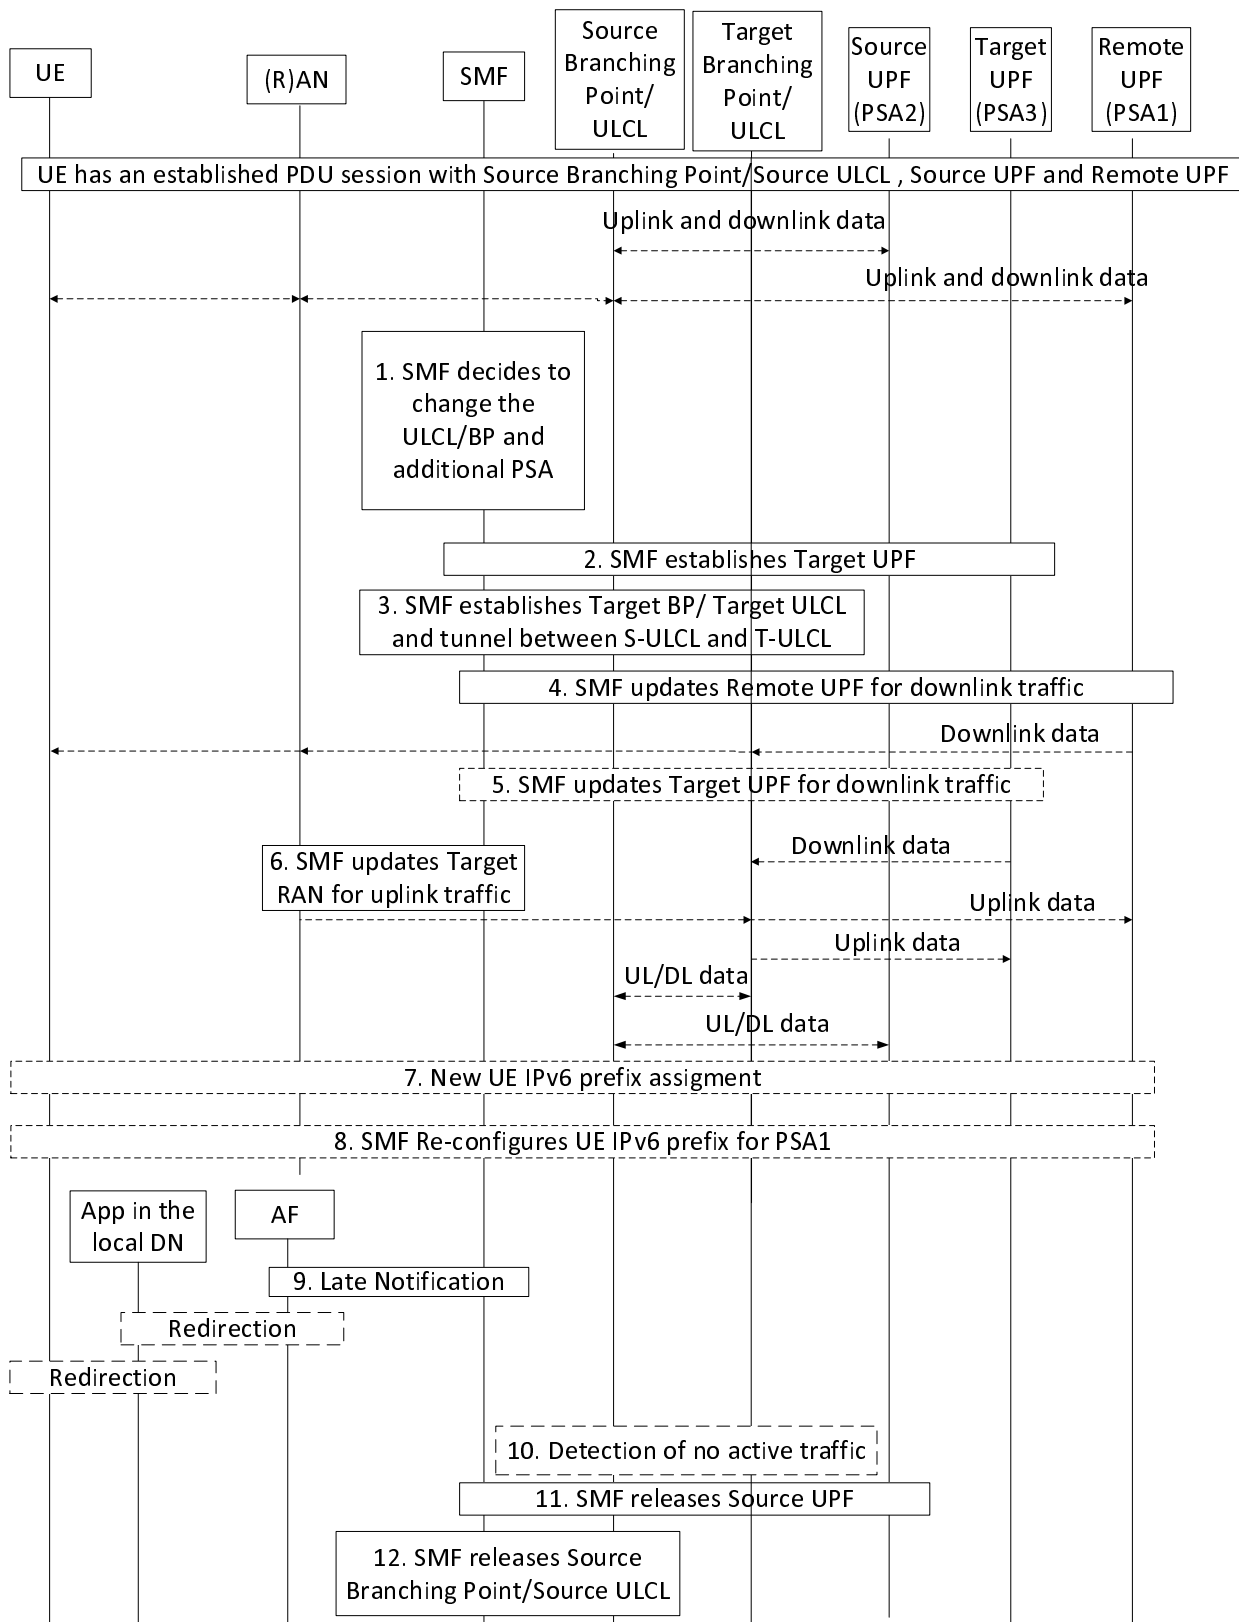 UE
(R)AN
SMF
Source
Branching
Point/
ULCL
Target
Branching
Point/
ULCL
Source
UPF
(PSA2)
Target
UPF
(PSA3)
Remote
UPF
(PSA1)
UE has an established PDU session with Source Branching Point/Source ULCL , Source UPF and Remote UPF
Uplink and downlink data
Uplink and downlink data
1. SMF decides to
change the
ULCL/BP and
additional PSA
2. SMF establishes Target UPF
3. SMF establishes Target BP/ Target ULCL
and tunnel between S-ULCL and T-ULCL
4. SMF updates Remote UPF for downlink traffic
Downlink data
5. SMF updates Target UPF for downlink traffic
Downlink data
6. SMF updates Target
RAN for uplink traffic
Uplink data
Uplink data
UL/DL data
UL/DL data
7. New UE IPv6 prefix assigment
8. SMF Re-configures UE IPv6 prefix for PSA1
App in the
local DN
AF
9. Late Notification
Redirection
Redirection
10. Detection of no active traffic
11. SMF releases Source UPF
12. SMF releases Source
Branching Point/Source ULCL